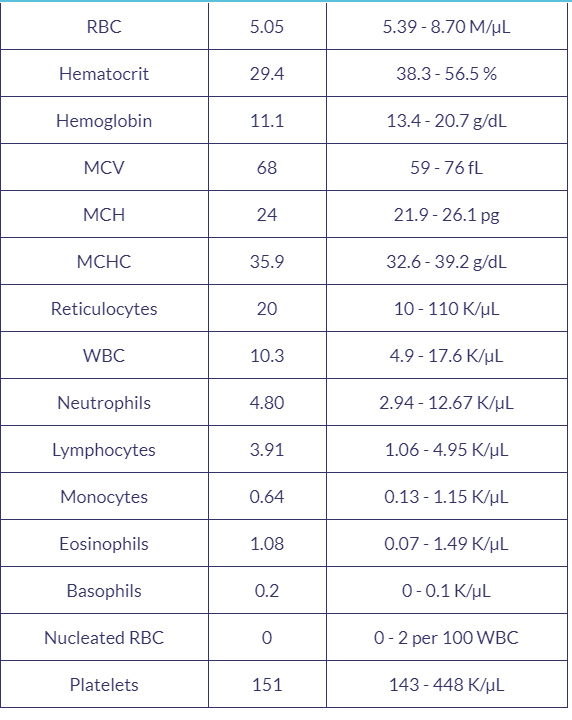 RBC 5.05 5.39 - 8.70 M/µL
Hematocrit 29.4 38.3 - 56.5 %
Hemoglobin 11.1 13.4 - 20.7 g/dL
MCV 68 59 - 76 fL
MCH 24 21.9 - 26.1 pg
MCHC 35.9 32.6 - 39.2 g/dL
Reticulocytes 20 10 - 110 K/µL
WBC 10.3 4.9 - 17.6 K/µL
Neutrophils 4.80 2.94 - 12.67 K/µL
Lymphocytes 3.91 1.06 - 4.95 K/µL
Monocytes 0.64 0.13 - 1.15 K/µL
Eosinophils 1.08 0.07 - 1.49 K/µL
Basophils 0.2 0 - 0.1 K/µL
Nucleated RBC 0 0 - 2 per 100 WBC
Platelets 151 143 - 448 K/µL